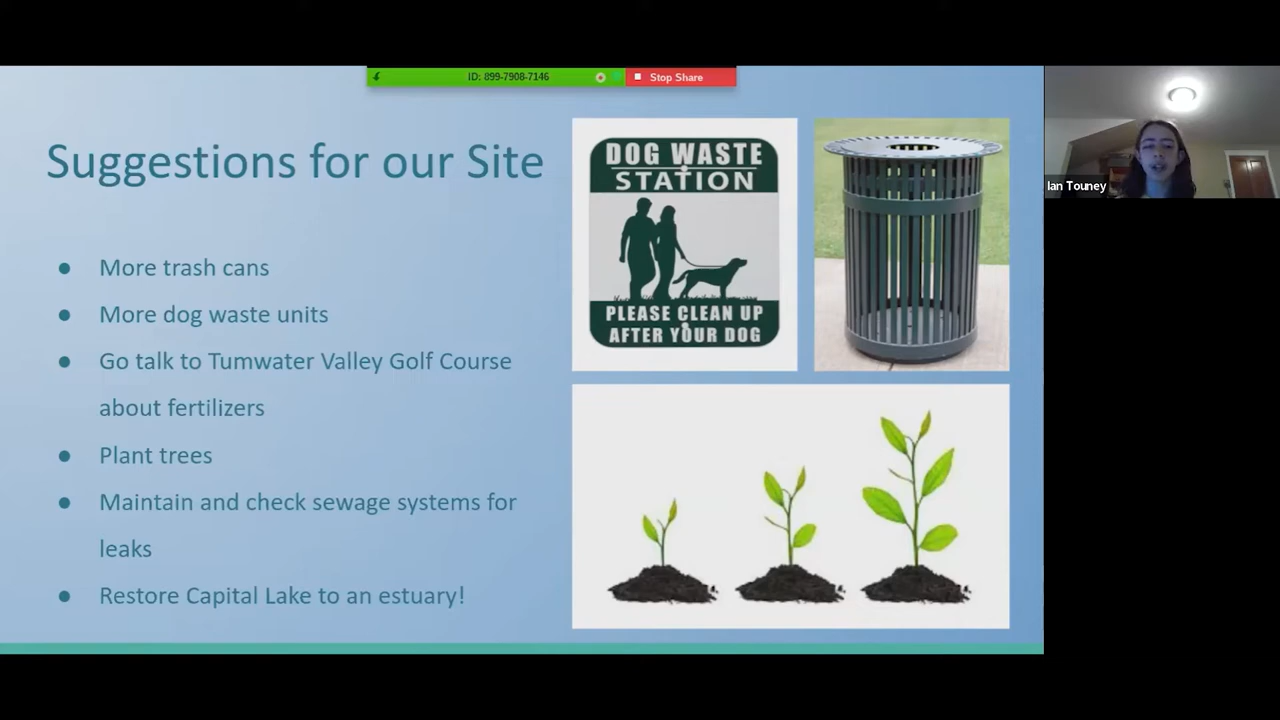 ID: 899-7908-7146
Stop Share
Suggestions for our Site
● More trash cans
● More dog waste units
● Go talk to Tumwater Valley Golf Course
about fertilizers
● Plant trees
● Maintain and check sewage systems for
leaks
● Restore Capital Lake to an estuary!
DOG WASTE
STATION
PLEASE CLEAN UP
AFTER YOUR DOG
Ian Touney